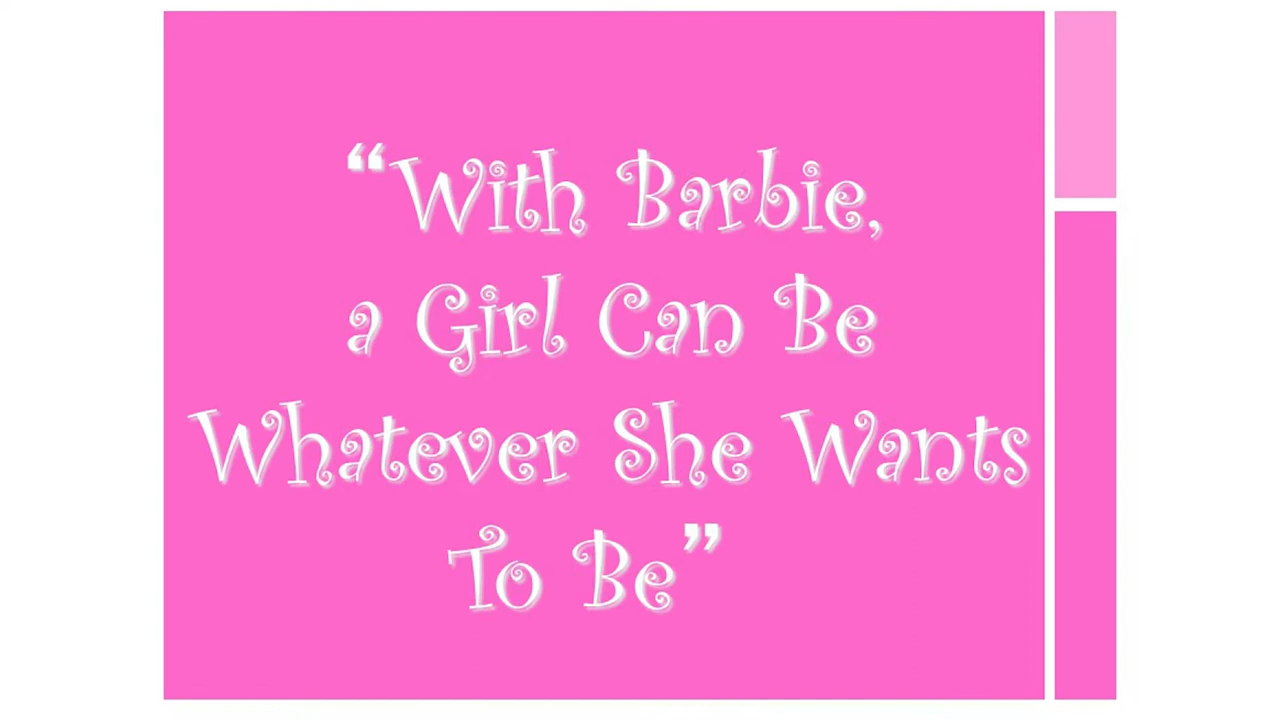 “With Barbie,
a Girl Can Be
Whatever She Wants
To Be”